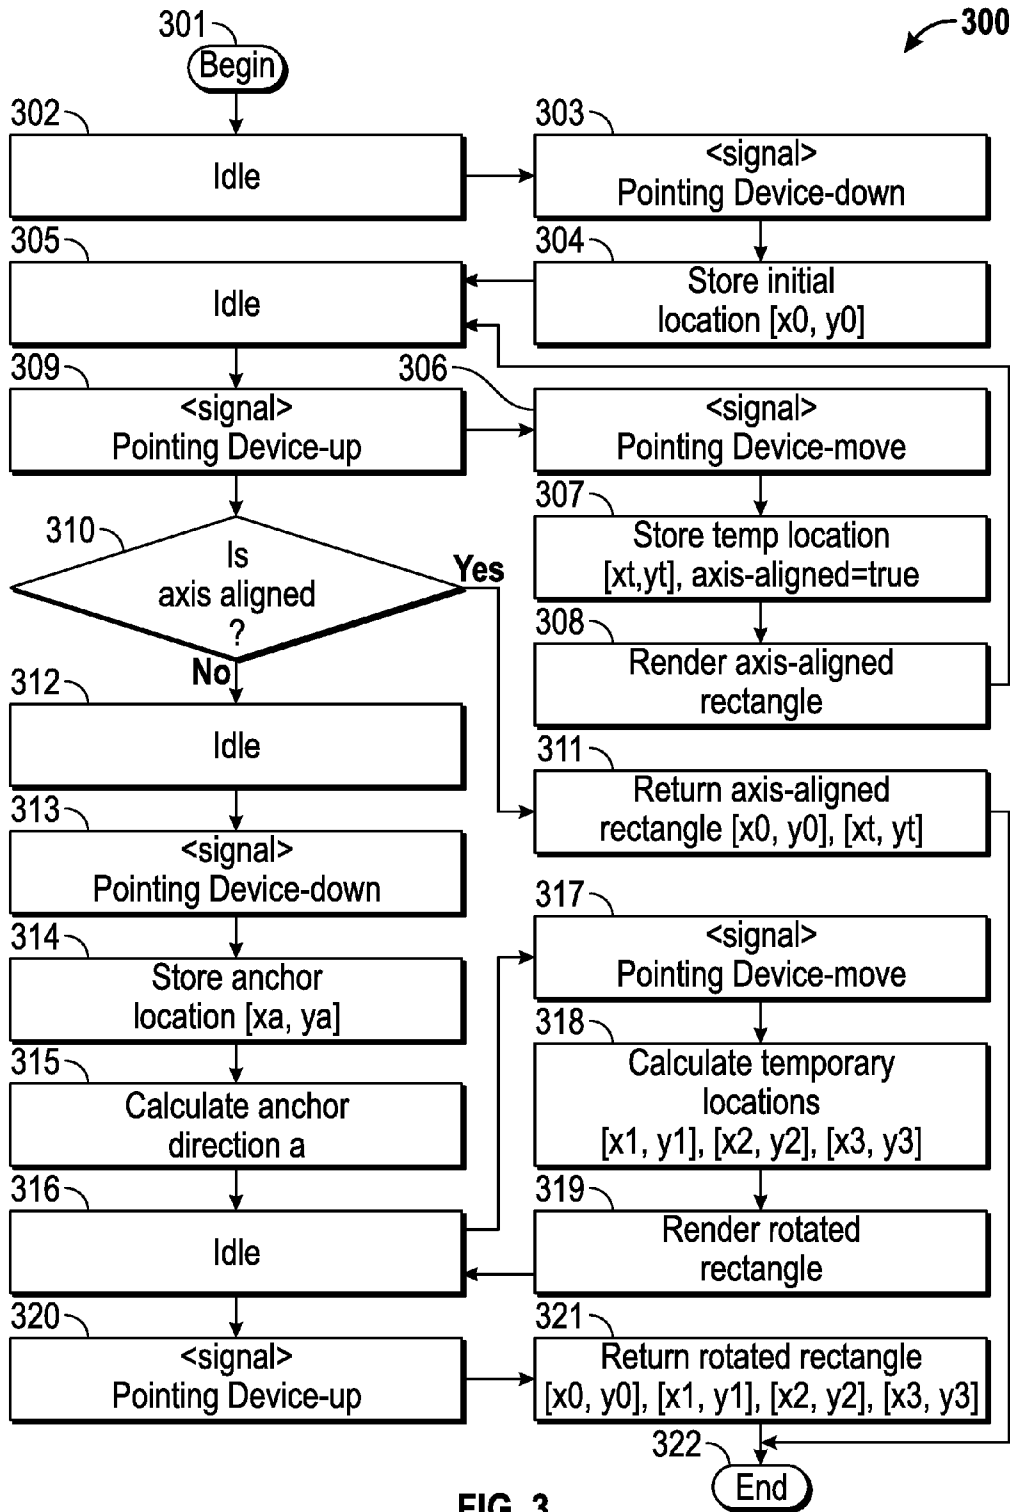 300
301
Begin
302
Idle
303
<signal>
Pointing Device-down
304
Store initial
location [x0, y0]
305
Idle
309
<signal>
Pointing Device-up
306
<signal>
Pointing Device-move
307
Store temp location
[xt,yt], axis-aligned=true
308
Render axis-aligned
rectangle
310
Is
axis aligned
?
Yes
No
311
Return axis-aligned
rectangle [x0, y0], [xt, yt]
312
Idle
313
<signal>
Pointing Device-down
314
Store anchor
location [xa, ya]
315
Calculate anchor
direction a
316
Idle
317
<signal>
Pointing Device-move
318
Calculate temporary
locations
[x1, y1], [x2, y2], [x3, y3]
319
Render rotated
rectangle
320
<signal>
Pointing Device-up
321
Return rotated rectangle
[x0, y0], [x1, y1], [x2, y2], [x3, y3]
322
End
FIG. 3